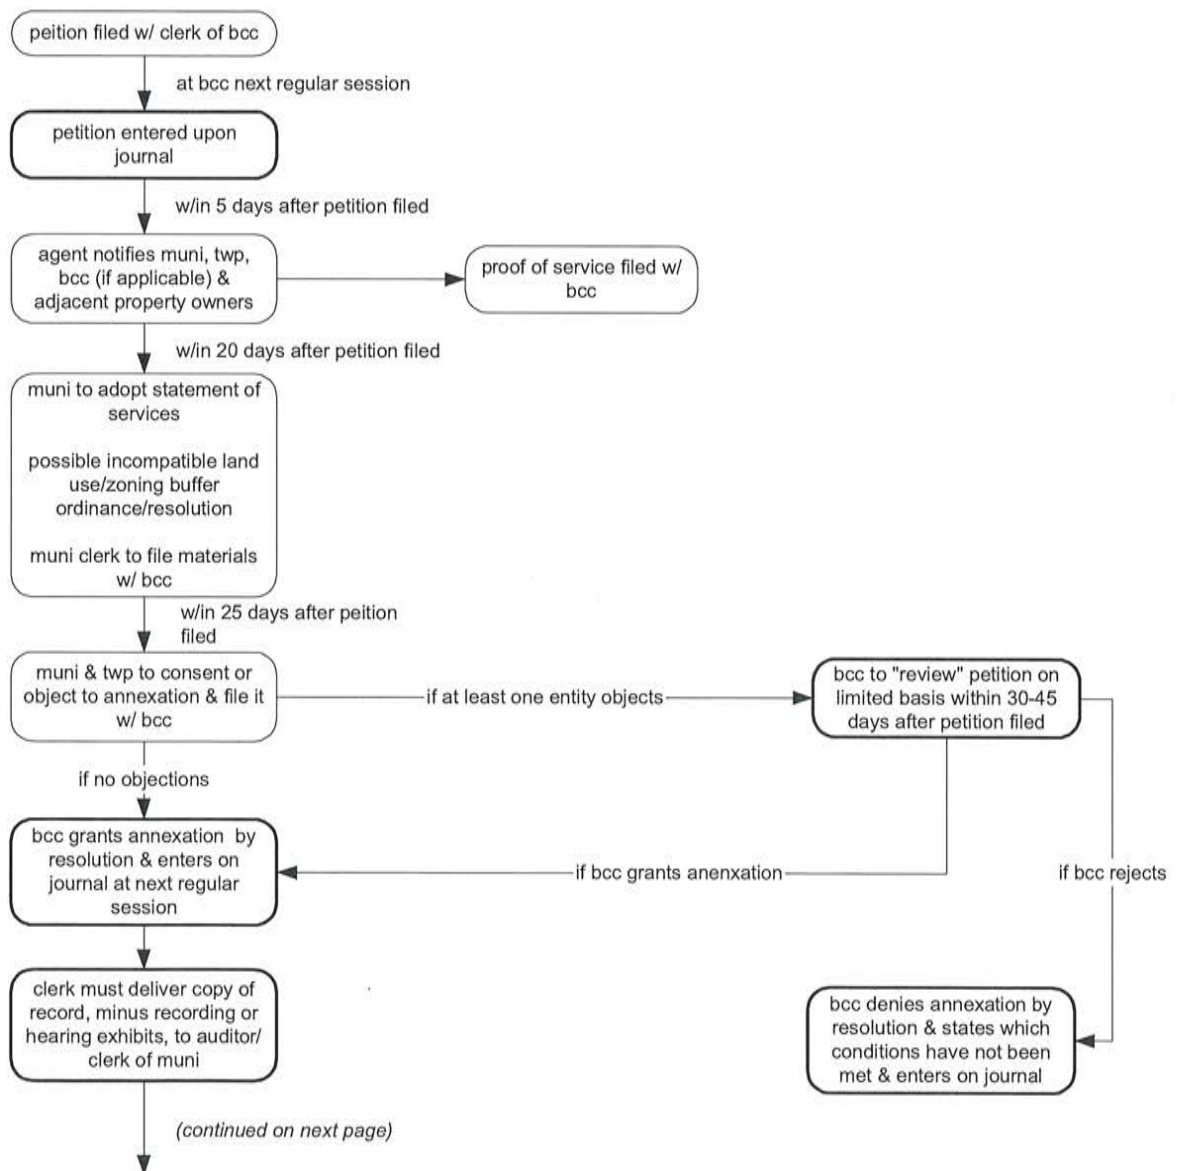 peition filed w/ clerk of bcc
at bcc next regular session
petition entered upon
journal
w/in 5 days after petition filed
agent notifies muni, twp,
bcc (if applicable) &
adjacent property owners
proof of service filed w/
bcc
w/in 20 days after petition filed
muni to adopt statement of
services
possible incompatible land
use/zoning buffer
ordinance/resolution
muni clerk to file materials
w/ bcc
w/in 25 days after peition
filed
muni & twp to consent or
object to annexation & file it
w/ bcc
if at least one entity objects
bcc to "review" petition on
limited basis within 30-45
days after petition filed
if no objections
bcc grants annexation by
resolution & enters on
journal at next regular
session
if bcc grants anenxation
if bcc rejects
clerk must deliver copy of
record, minus recording or
hearing exhibits, to auditor/
clerk of muni
bcc denies annexation by
resolution & states which
conditions have not been
met & enters on journal
(continued on next page)